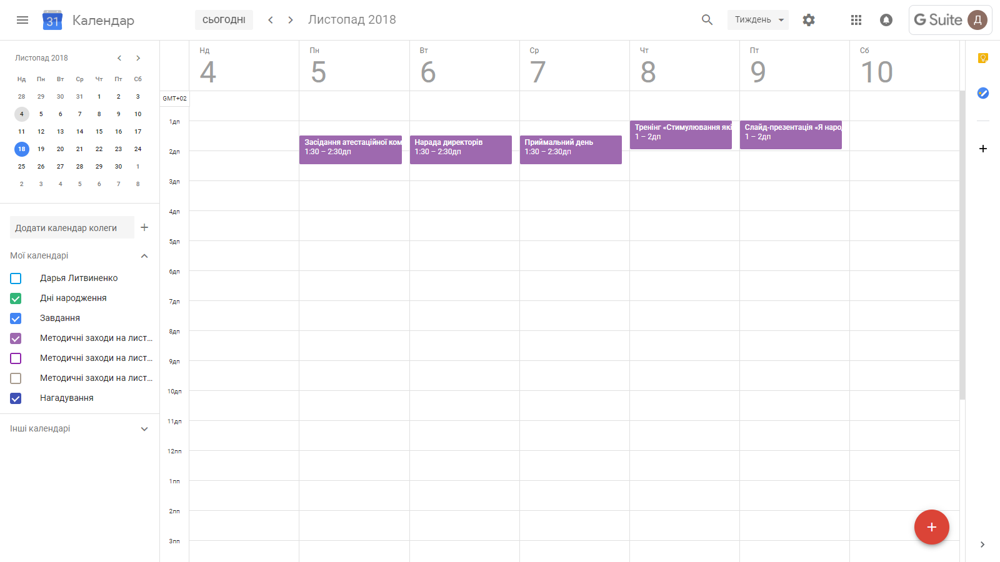 31 Календар
СЬОГОДНІ
Листопад 2018
Тиждень
G Suite
Д
Листопад 2018
Нд Пн Вт Ср Чт Пт Сб
28 29 30 31 1 2 3
4 5 6 7 8 9 10
11 12 13 14 15 16 17
18 19 20 21 22 23 24
25 26 27 28 29 30 1
2 3 4 5 6 7 8
Додати календар колеги
Мої календарі
Дарья Литвиненко
Дні народження
Завдання
Методичні заходи на лист...
Методичні заходи на лист...
Методичні заходи на лист...
Нагадування
Інші календарі
Нд Пн Вт Ср Чт Пт Сб
4 5 6 7 8 9 10
GMT+02
1дп
2дп
3дп
4дп
5дп
6дп
7дп
8дп
9дп
10дп
11дп
12пп
1пп
2пп
3пп
Засідання атестаційної ком
1:30 – 2:30дп
Нарада директорів
1:30 – 2:30дп
Приймальний день
1:30 – 2:30дп
Тренінг «Стимулювання які
1 – 2дп
Слайд-презентація «Я наро
1 – 2дп